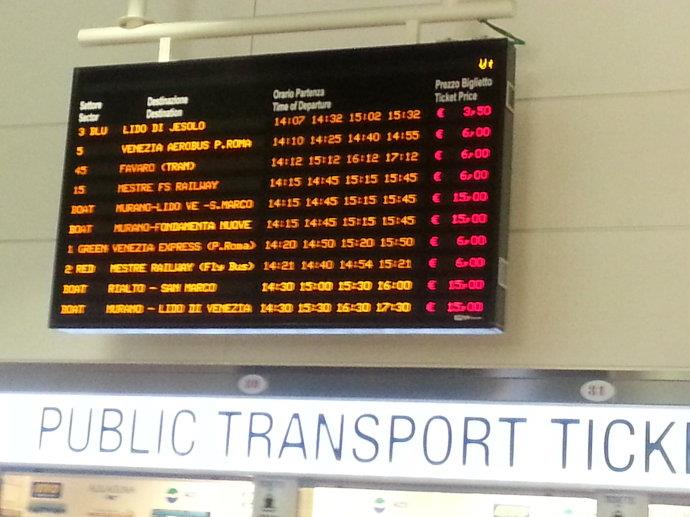 Settore Destinazione Orario Partenza Prezzo Biglietto
Sector Destination Time of Departure Ticket Price
3 BLU LIDO DI JESOLO 14:07 14:32 15:02 15:32 € 3,50
5 VENEZIA AEROBUS P.ROMA 14:10 14:25 14:40 14:55 € 6,00
45 FAVARO (TRAM) 14:12 15:12 16:12 17:12 € 6,00
15 MESTRE FS RAILWAY 14:15 14:45 15:15 15:45 € 6,00
BOAT MURANO-LIDO VE -S.MARCO 14:15 14:45 15:15 15:45 € 15,00
BOAT MURANO-FONDAMENTA NUOVE 14:15 14:45 15:15 15:45 € 15,00
1 GREEN VENEZIA EXPRESS (P.Roma) 14:20 14:50 15:20 15:50 € 6,00
2 RED MESTRE RAILWAY (Fly Bus) 14:21 14:40 14:54 15:21 € 6,00
BOAT RIALTO - SAN MARCO 14:30 15:00 15:30 16:00 € 15,00
BOAT MURANO - LIDO DI VENEZIA 14:30 15:30 16:30 17:30 € 15,00
30 31
PUBLIC TRANSPORT TICK